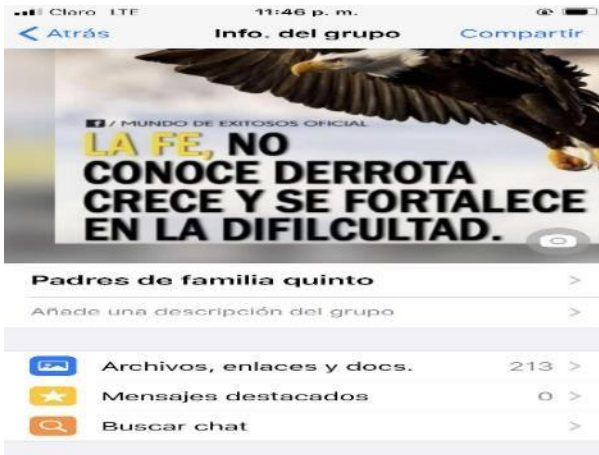 Claro LTE 11:46 p. m.
Atrás Info. del grupo Compartir
/ MUNDO DE EXITOSOS OFICIAL
LA FE, NO
CONOCE DERROTA
CRECE Y SE FORTALECE
EN LA DIFILCULTAD.
Padres de familia quinto
Añade una descripción del grupo
Archivos, enlaces y docs. 213
Mensajes destacados 0
Buscar chat